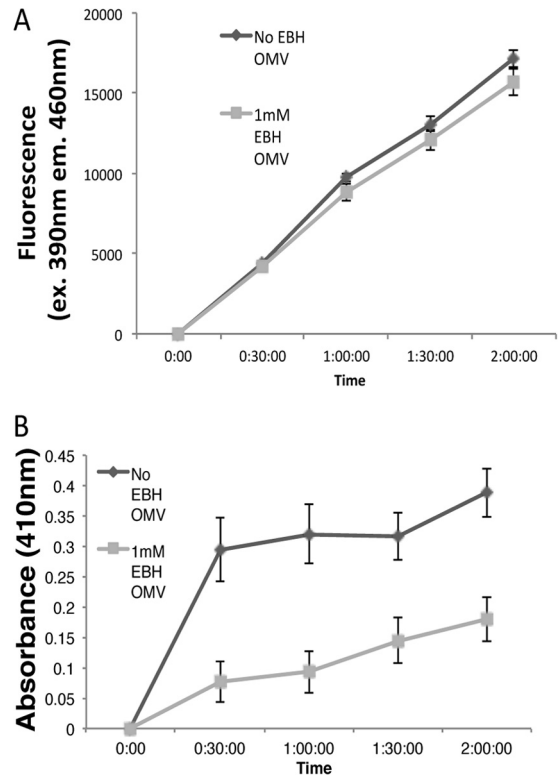 A
Fluorescence
(ex. 390nm em. 460nm)
20000
15000
10000
5000
0
No EBH
OMV
1mM
EBH
OMV
0:00 0:30:00 1:00:00 1:30:00 2:00:00
Time
B
Absorbance (410nm)
0.45
0.4
0.35
0.3
0.25
0.2
0.15
0.1
0.05
0
No
EBH
OMV
1mM
EBH
OMV
0:00 0:30:00 1:00:00 1:30:00 2:00:00
Time